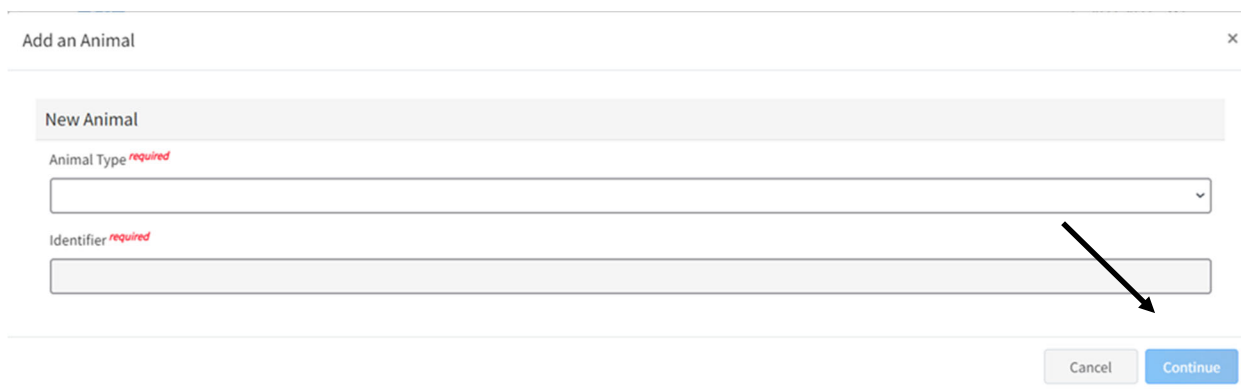 Add an Animal ×
New Animal
Animal Type required
Identifier required
Cancel Continue